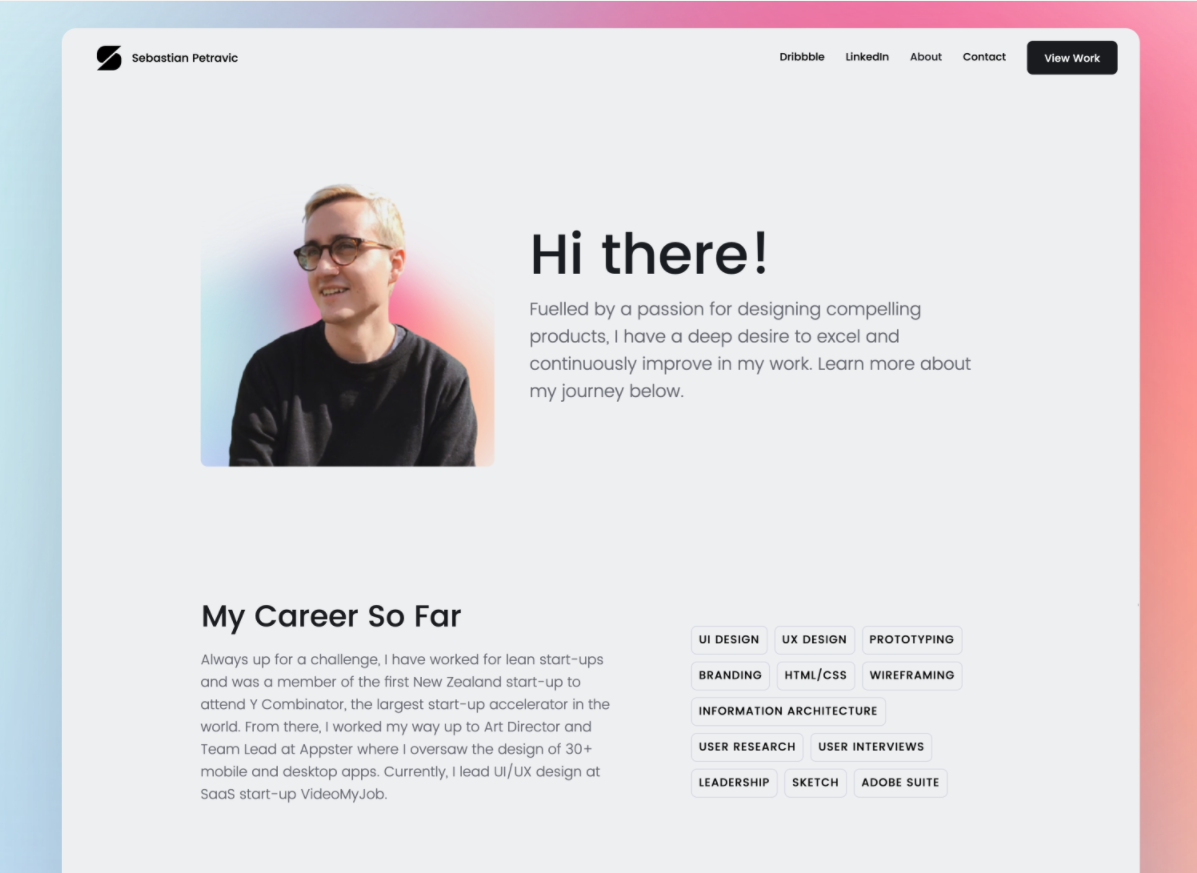 Sebastian Petravic
Dribbble LinkedIn About Contact View Work
Hi there!
Fuelled by a passion for designing compelling
products, I have a deep desire to excel and
continuously improve in my work. Learn more about
my journey below.
My Career So Far
Always up for a challenge, I have worked for lean start-ups
and was a member of the first New Zealand start-up to
attend Y Combinator, the largest start-up accelerator in the
world. From there, I worked my way up to Art Director and
Team Lead at Appster where I oversaw the design of 30+
mobile and desktop apps. Currently, I lead UI/UX design at
SaaS start-up VideoMyJob.
UI DESIGN UX DESIGN PROTOTYPING
BRANDING HTML/CSS WIREFRAMING
INFORMATION ARCHITECTURE
USER RESEARCH USER INTERVIEWS
LEADERSHIP SKETCH ADOBE SUITE